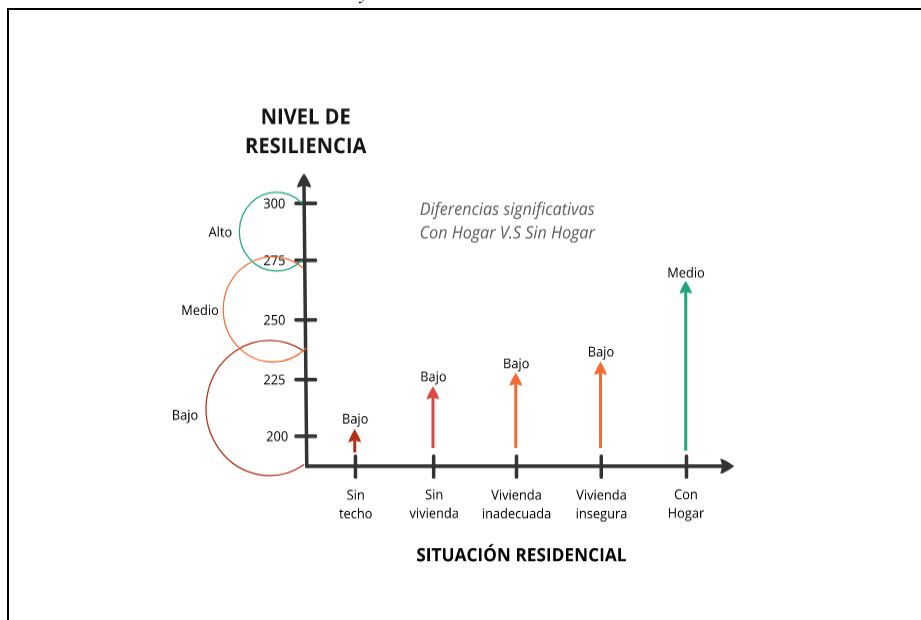 NIVEL DE
RESILIENCIA
300
Alto
275
Medio
250
225
Bajo
200
Diferencias significativas
Con Hogar V.S Sin Hogar
Bajo
Bajo
Bajo
Bajo
Medio
Sin
techo
Sin
vivienda
Vivienda
inadecuada
Vivienda
insegura
Con
Hogar
SITUACIÓN RESIDENCIAL